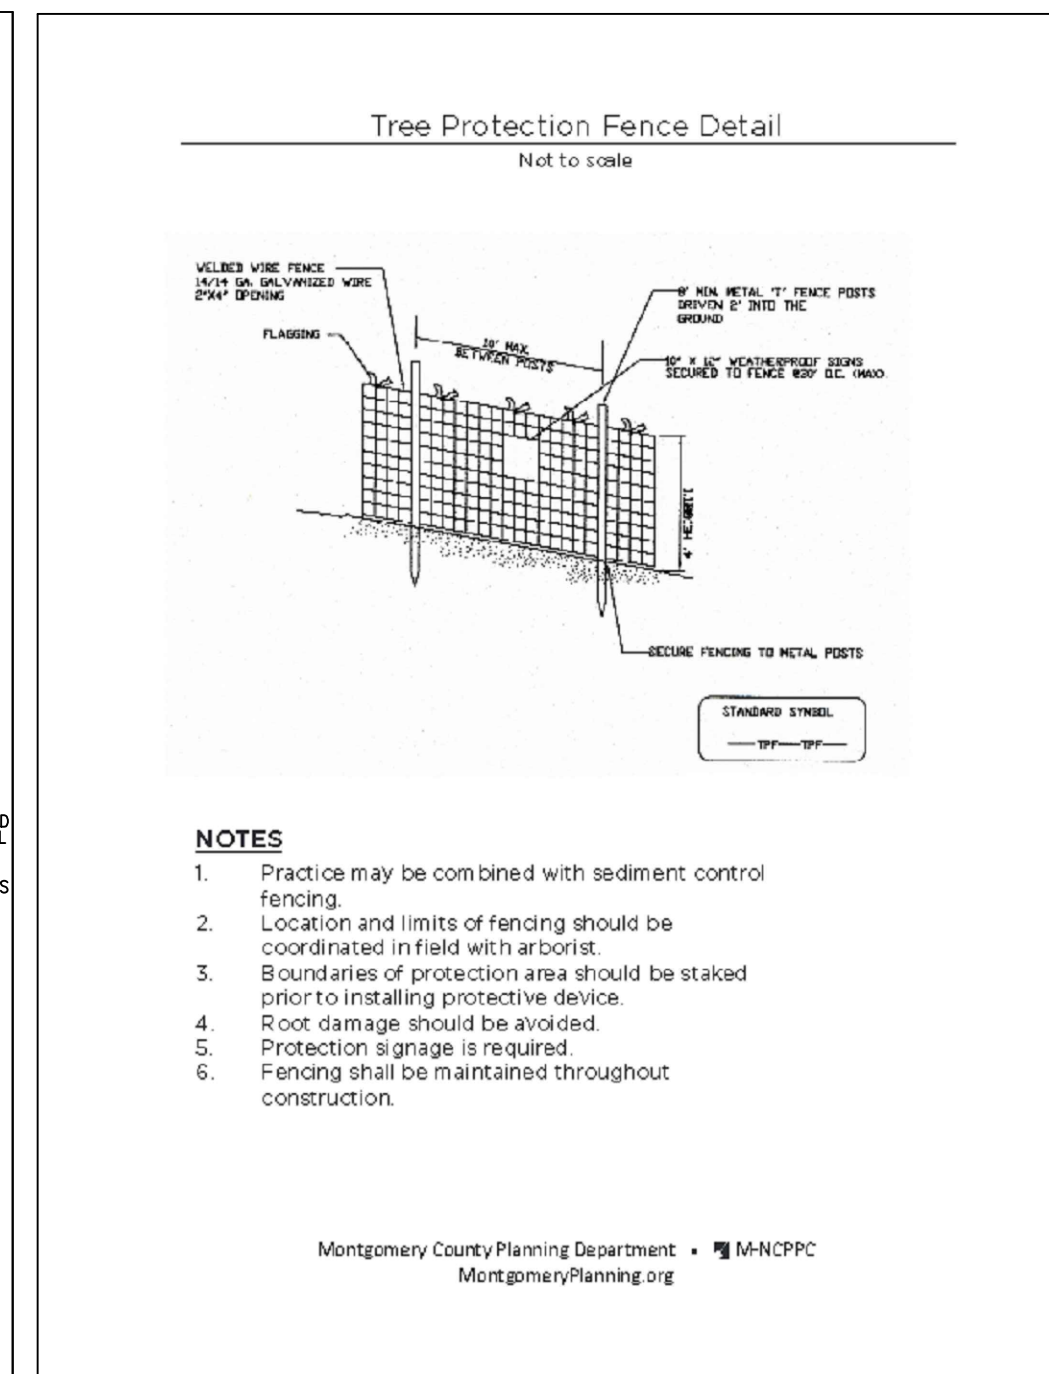 Tree Protection Fence Detail
Not to scale
WELDED WIRE FENCE
14/14 GA. GALVANIZED WIRE
2"X4" OPENING
FLAGGING
10' MAX.
BETWEEN POSTS
MIN. METAL 'T' FENCE POSTS
DRIVEN 2' INTO THE
GROUND
10" X 12" WEATHERPROOF SIGNS
SECURED TO FENCE @30' O.C. (MAX).
4' HEIGHT
SECURE FENCING TO METAL POSTS
STANDARD SYMBOL
TPF TPF
D
L
S
NOTES
1. Practice may be combined with sediment control
fencing.
2. Location and limits of fencing should be
coordinated in field with arborist.
3. Boundaries of protection area should be staked
prior to installing protective device.
4. Root damage should be avoided.
5. Protection signage is required.
6. Fencing shall be maintained throughout
construction.
Montgomery County Planning Department ▪ M-NCPPC
MontgomeryPlanning.org